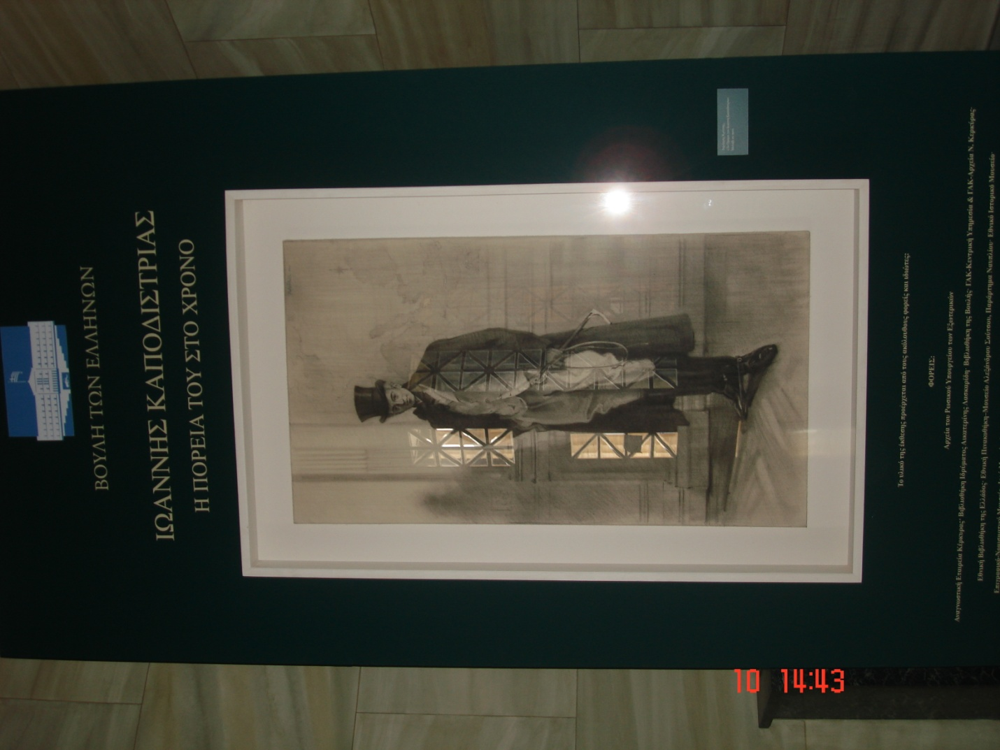 ΒΟΥΛΗ ΤΩΝ ΕΛΛΗΝΩΝ
ΙΩΑΝΝΗΣ ΚΑΠΟΔΙΣΤΡΙΑΣ
Η ΠΟΡΕΙΑ ΤΟΥ ΣΤΟ ΧΡΟΝΟ
Το υλικό της έκθεσης προέρχεται από τους ακόλουθους φορείς και ιδιώτες:
ΦΟΡΕΙΣ:
Αρχεία του Ρωσικού Υπουργείου των Εξωτερικών
Αναγνωστική Εταιρεία Κέρκυρας· Βιβλιοθήκη Ιδρύματος Αικατερίνης Λασκαρίδη· Βιβλιοθήκη της Βουλής· ΓΑΚ-Κεντρική Υπηρεσία & ΓΑΚ-Αρχεία Ν. Κερκύρας·
Εθνική Βιβλιοθήκη της Ελλάδος· Εθνική Πινακοθήκη–Μουσείο Αλεξάνδρου Σούτσου, Παράρτημα Ναυπλίου· Εθνικό Ιστορικό Μουσείο·
10 14:43